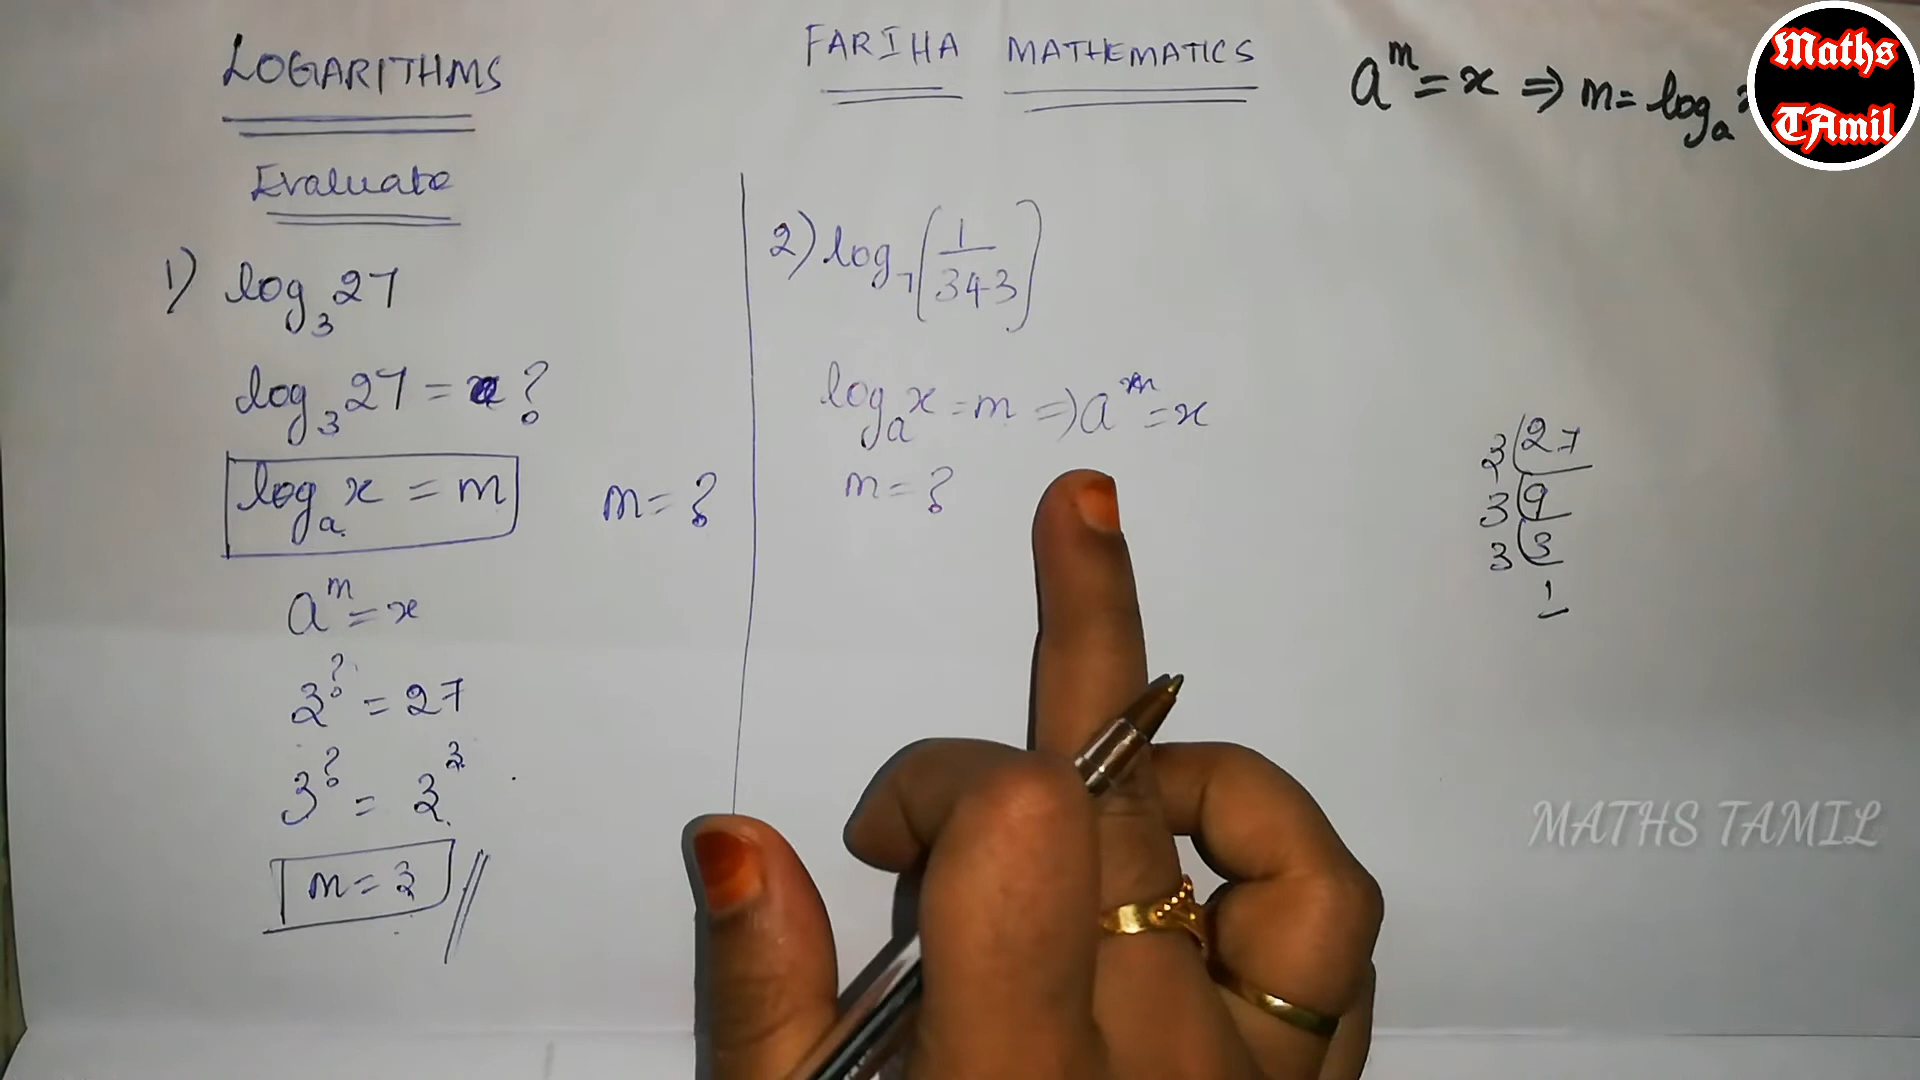 LOGARITHMS
FARIHA MATHEMATICS
a^m = x ⇒ m = log_a
Maths
TAmil
Evaluate
1) log_3 27
log_3 27 = ?
log_a x = m
m = ?
a^m = x
3^? = 27
3^? = 3^3
m = 3
2) log_7 (1/343)
log_a x = m ⇒ a^m = x
m = ?
3 27
3 9
3 3
1
MATHS TAMIL